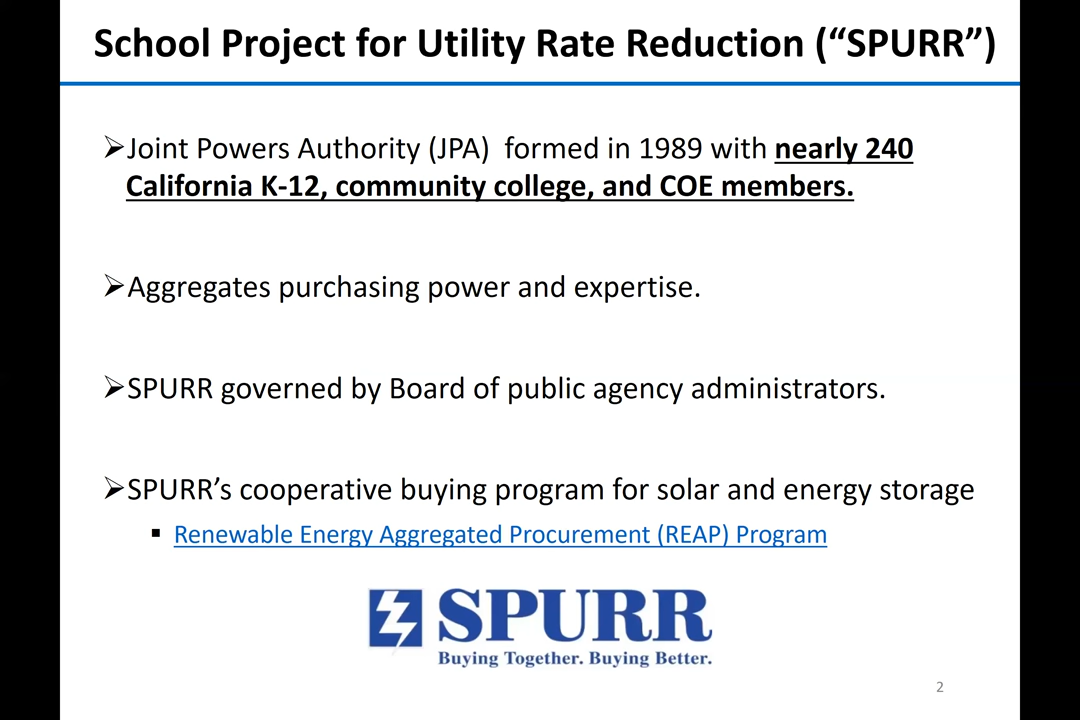 School Project for Utility Rate Reduction (“SPURR”)
➢Joint Powers Authority (JPA)  formed in 1989 with nearly 240
California K-12, community college, and COE members.
➢Aggregates purchasing power and expertise.
➢SPURR governed by Board of public agency administrators.
➢SPURR’s cooperative buying program for solar and energy storage
▪ Renewable Energy Aggregated Procurement (REAP) Program
SPURR
Buying Together. Buying Better.
2